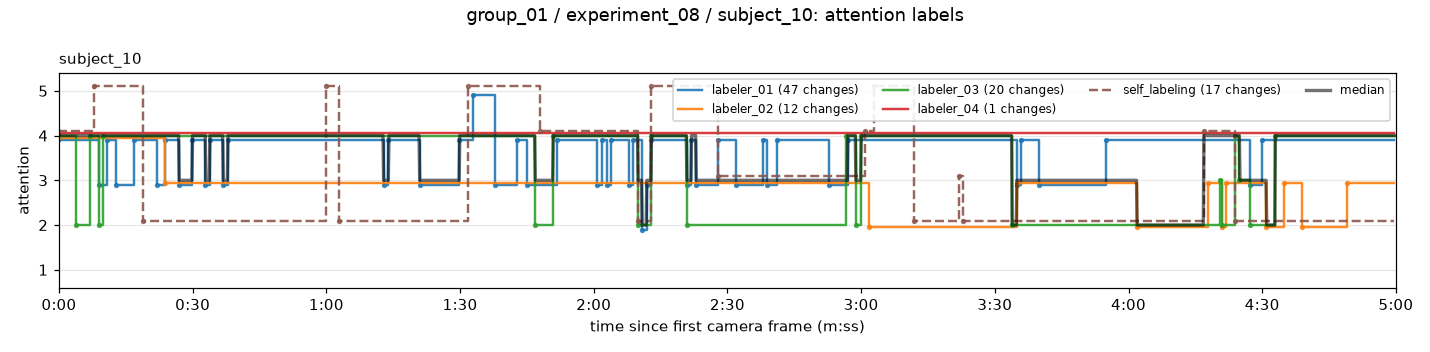 group_01 / experiment_08 / subject_10: attention labels
subject_10
labeler_01 (47 changes)
labeler_02 (12 changes)
labeler_03 (20 changes)
labeler_04 (1 changes)
self_labeling (17 changes)
median
attention
5
4
3
2
1
0:00 0:30 1:00 1:30 2:00 2:30 3:00 3:30 4:00 4:30 5:00
time since first camera frame (m:ss)